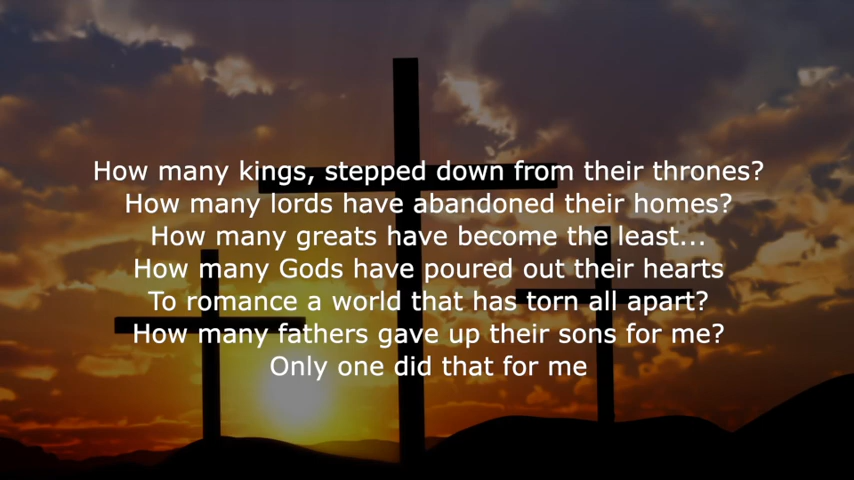 How many kings, stepped down from their thrones?
How many lords have abandoned their homes?
How many greats have become the least...
How many Gods have poured out their hearts
To romance a world that has torn all apart?
How many fathers gave up their sons for me?
Only one did that for me